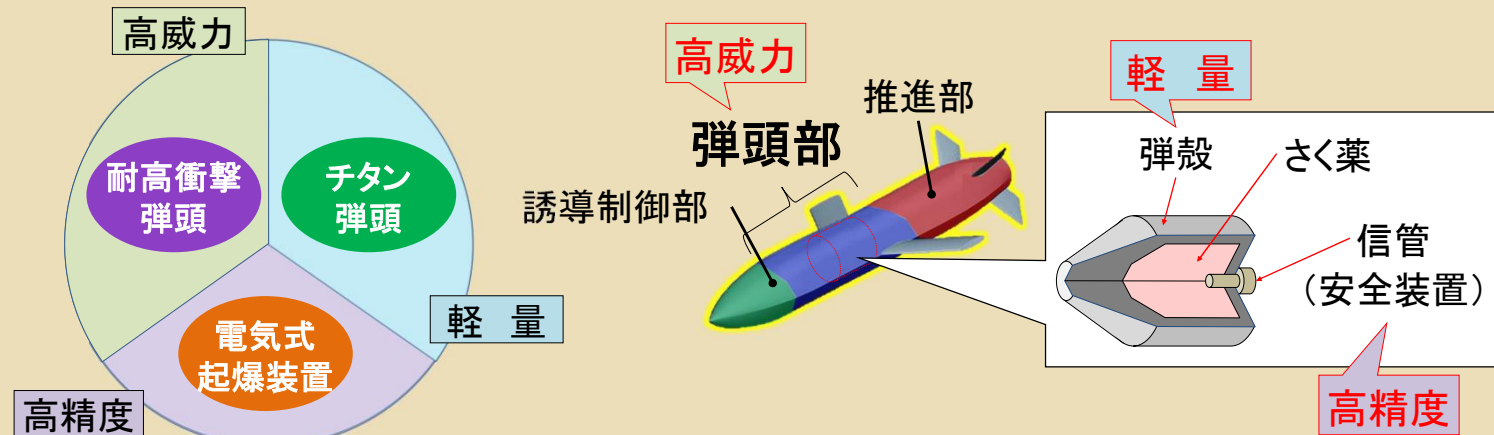 高威力
耐高衝撃
弾頭
チタン
弾頭
電気式
起爆装置
軽 量
高精度
高威力
弾頭部
推進部
誘導制御部
軽 量
弾殻
さく薬
信管
（安全装置）
高精度